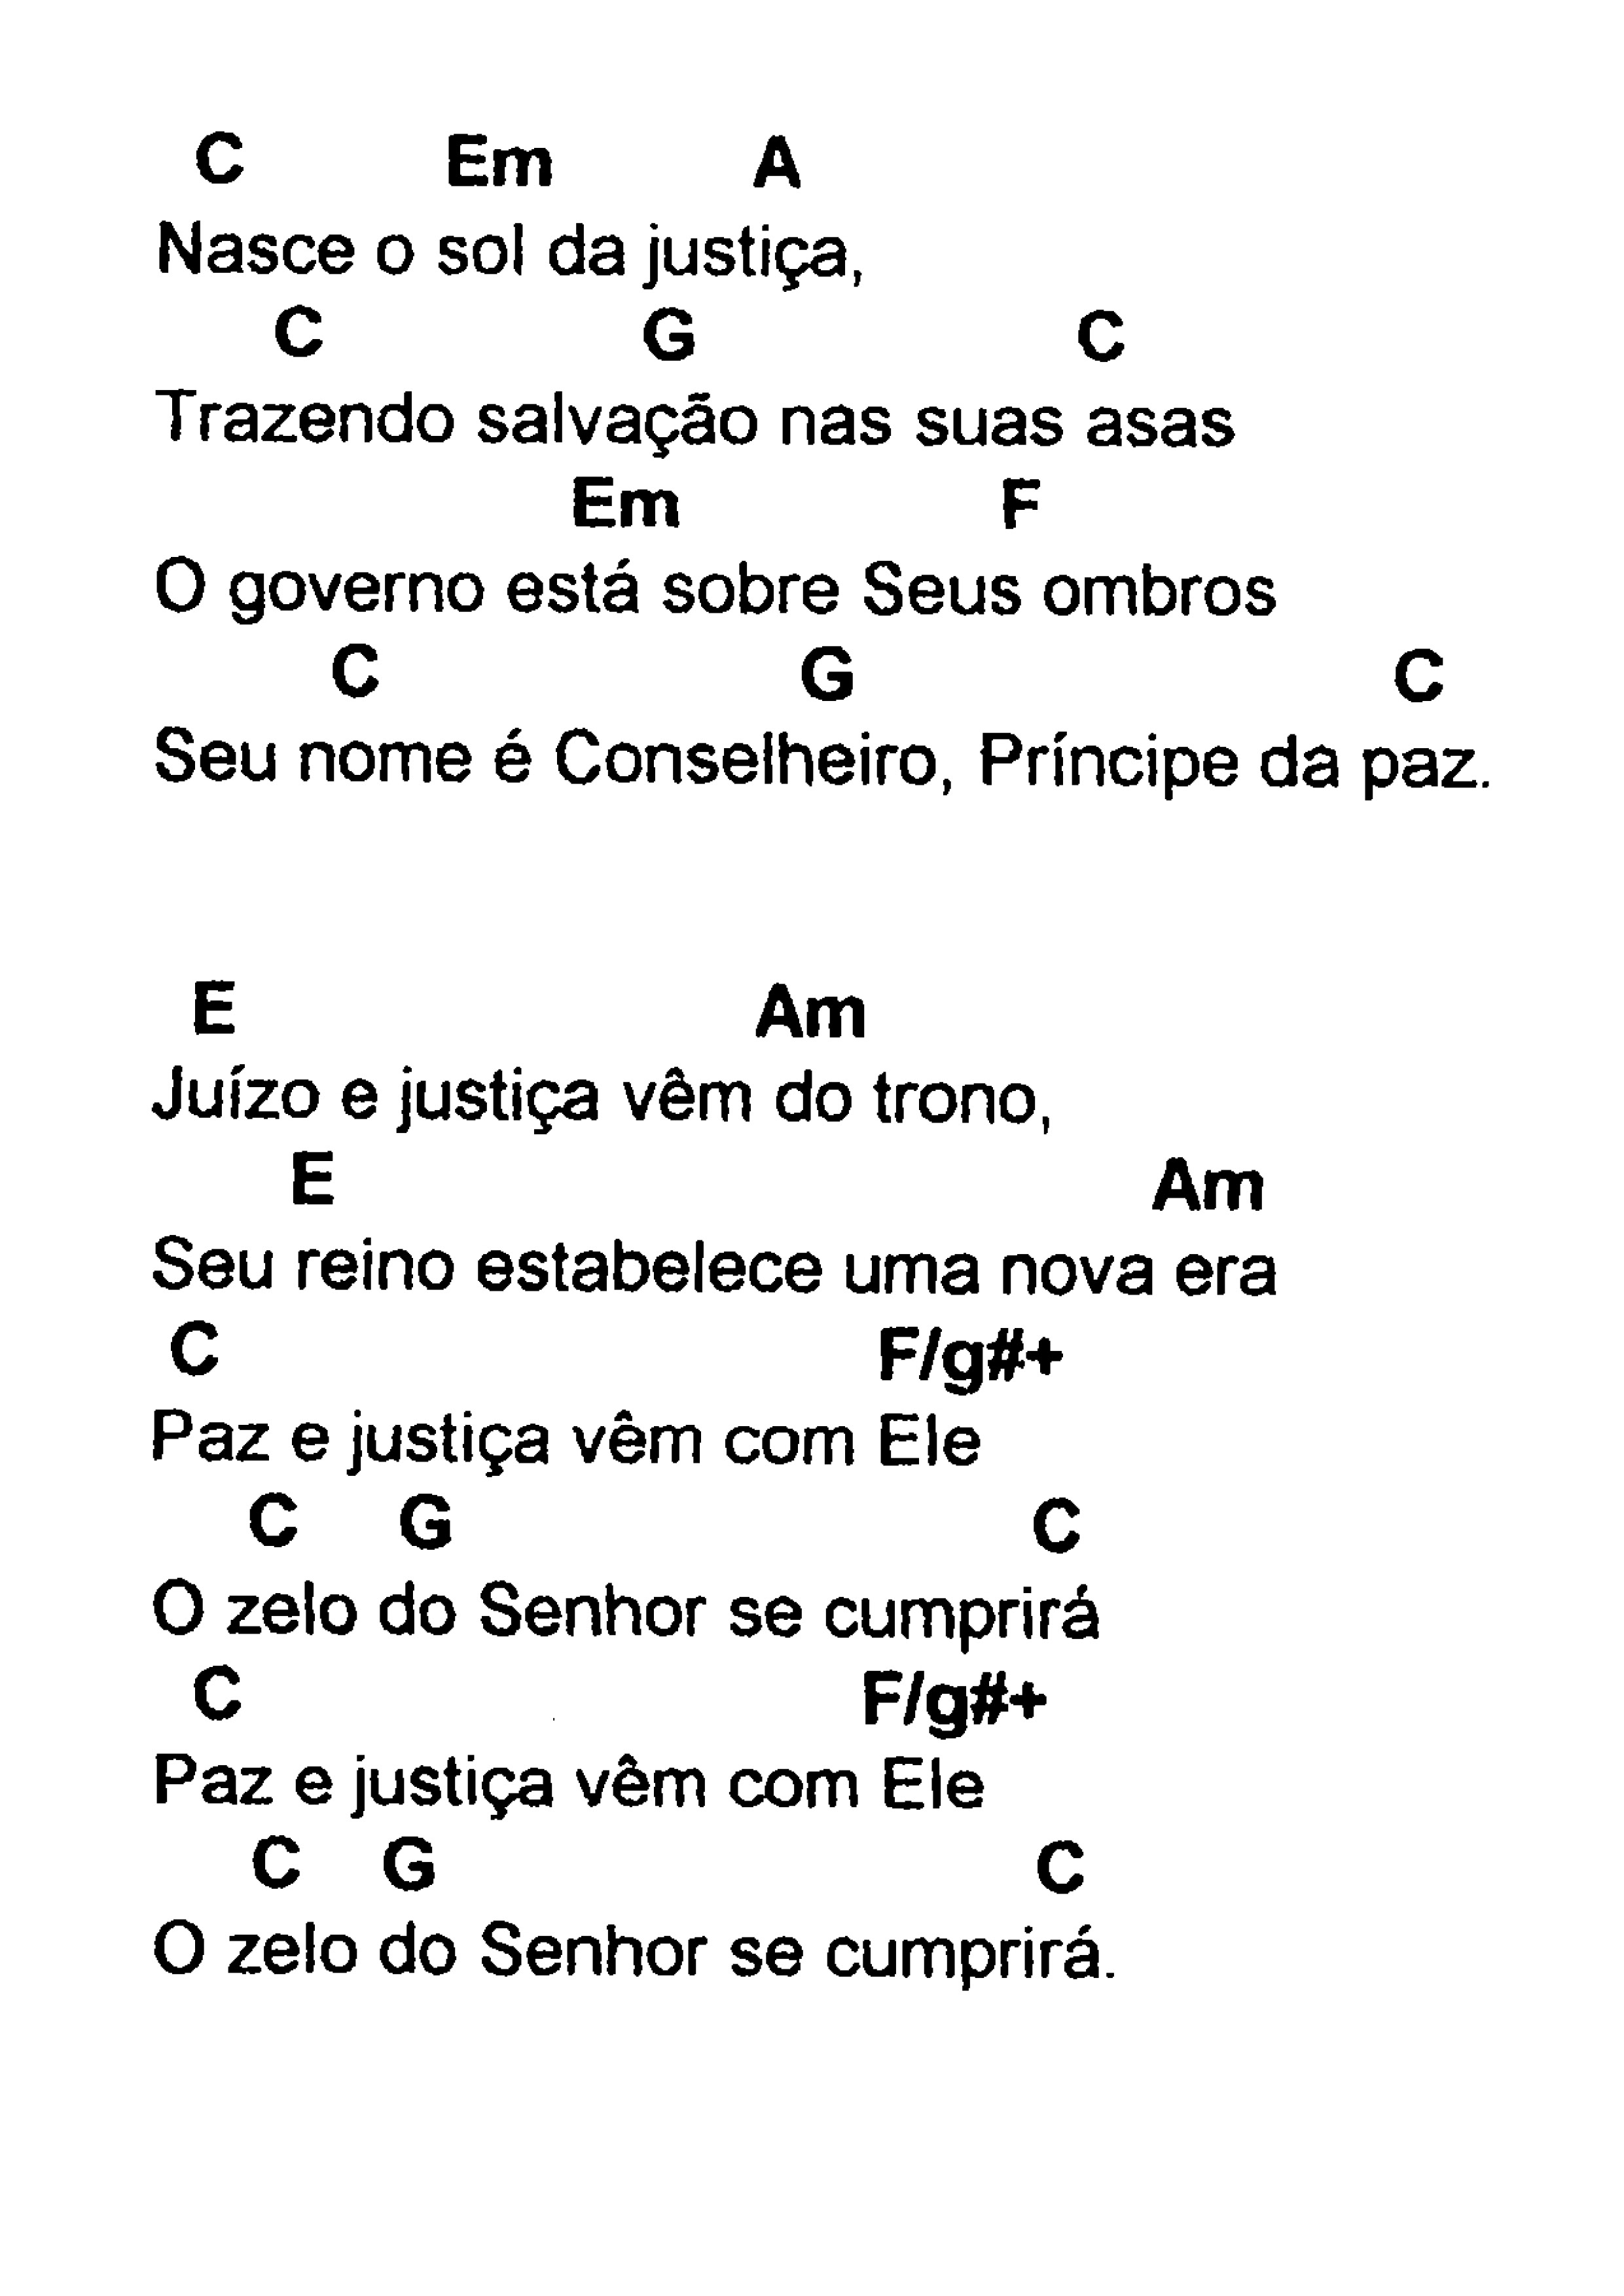 C Em A
Nasce o sol da justiça,
C G C
Trazendo salvação nas suas asas
Em F
O governo está sobre Seus ombros
C G C
Seu nome é Conselheiro, Príncipe da paz.
E Am
Juízo e justiça vêm do trono,
E Am
Seu reino estabelece uma nova era
C F/g#+
Paz e justiça vêm com Ele
C G C
O zelo do Senhor se cumprirá
C F/g#+
Paz e justiça vêm com Ele
C G C
O zelo do Senhor se cumprirá.